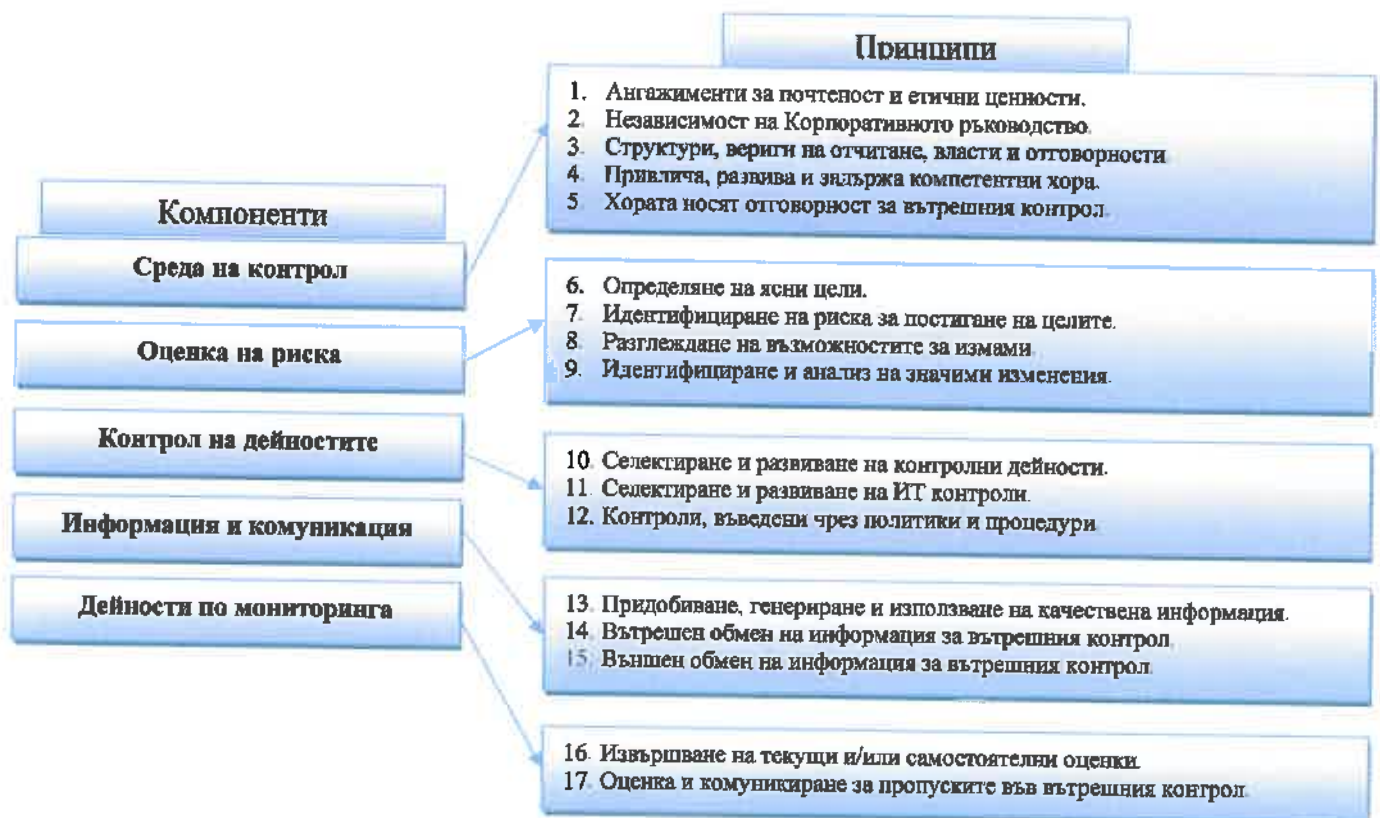 Принципи
1. Ангажименти за почтеност и етични ценности.
2. Независимост на Корпоративното ръководство.
3. Структури, вериги на отчитане, власти и отговорности
4. Привлича, развива и задържа компетентни хора.
5. Хората носят отговорност за вътрешния контрол.
Компоненти
Среда на контрол
Оценка на риска
Контрол на дейностите
Информация и комуникация
Дейности по мониторинга
6. Определяне на ясни цели.
7. Идентифициране на риска за постигане на целите.
8. Разглеждане на възможностите за измами
9. Идентифициране и анализ на значими изменения.
10. Селектиране и развиване на контролни дейности.
11. Селектиране и развиване на ИТ контроли.
12. Контроли, въведени чрез политики и процедури
13. Придобиване, генериране и използване на качествена информация.
14. Вътрешен обмен на информация за вътрешния контрол
15. Външен обмен на информация за вътрешния контрол
16. Извършване на текущи и/или самостоятелни оценки.
17. Оценка и комуникиране за пропуските във вътрешния контрол